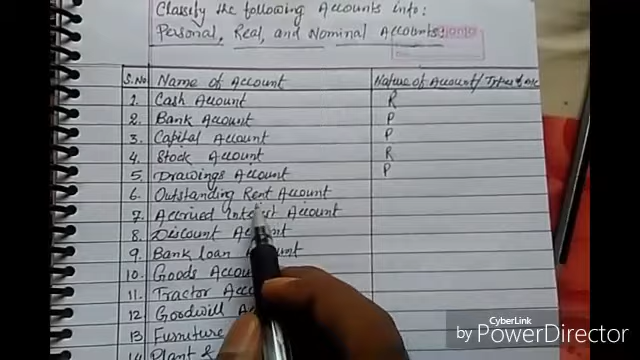 Classify the following Accounts into:
Personal, Real, and Nominal Accounts:
S.No Name of Account Nature of Account/Types of
1. Cash Account R
2. Bank Account P
3. Capital Account P
4. Stock Account R
5. Drawings Account P
6. Outstanding Rent Account
7. Accrued Interest Account
8. Discount
9. Bank loan
10. Goods
11. Tractor
12. Goodwill
13 Furniture
14 Plant &
CyberLink
by PowerDirector